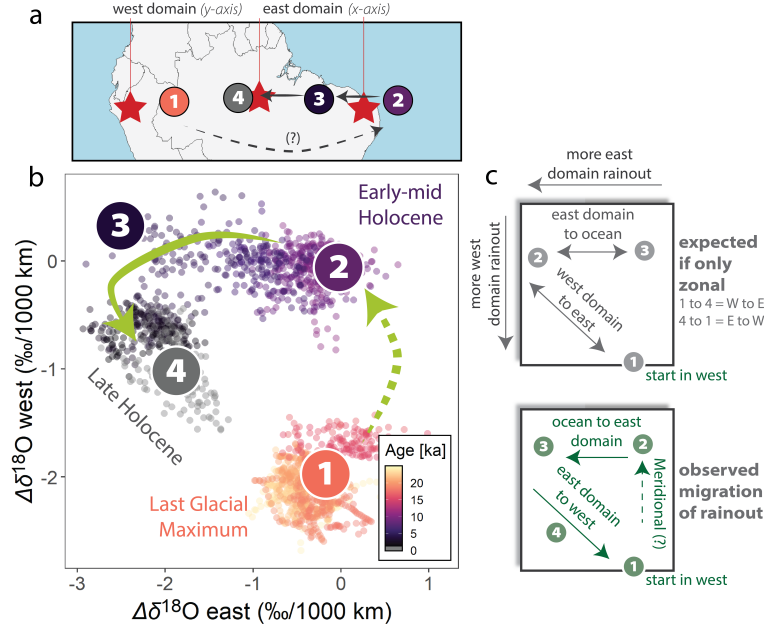 a
west domain (y-axis)
east domain (x-axis)
1
4
3
2
(?)
b
Early-mid
Holocene
3
2
4
1
Late Holocene
Last Glacial
Maximum
Age [ka]
20
15
10
5
0
Δδ18O west (‰/1000 km)
0
-1
-2
-3
-2
-1
0
1
Δδ18O east (‰/1000 km)
c
more east
domain rainout
more west
domain rainout
east domain
to ocean
2
3
west domain
to east
1
start in west
expected
if only
zonal
1 to 4 = W to E
4 to 1 = E to W
ocean to east
domain
3
2
east domain
to west
4
Meridional (?)
1
start in west
observed
migration
of rainout